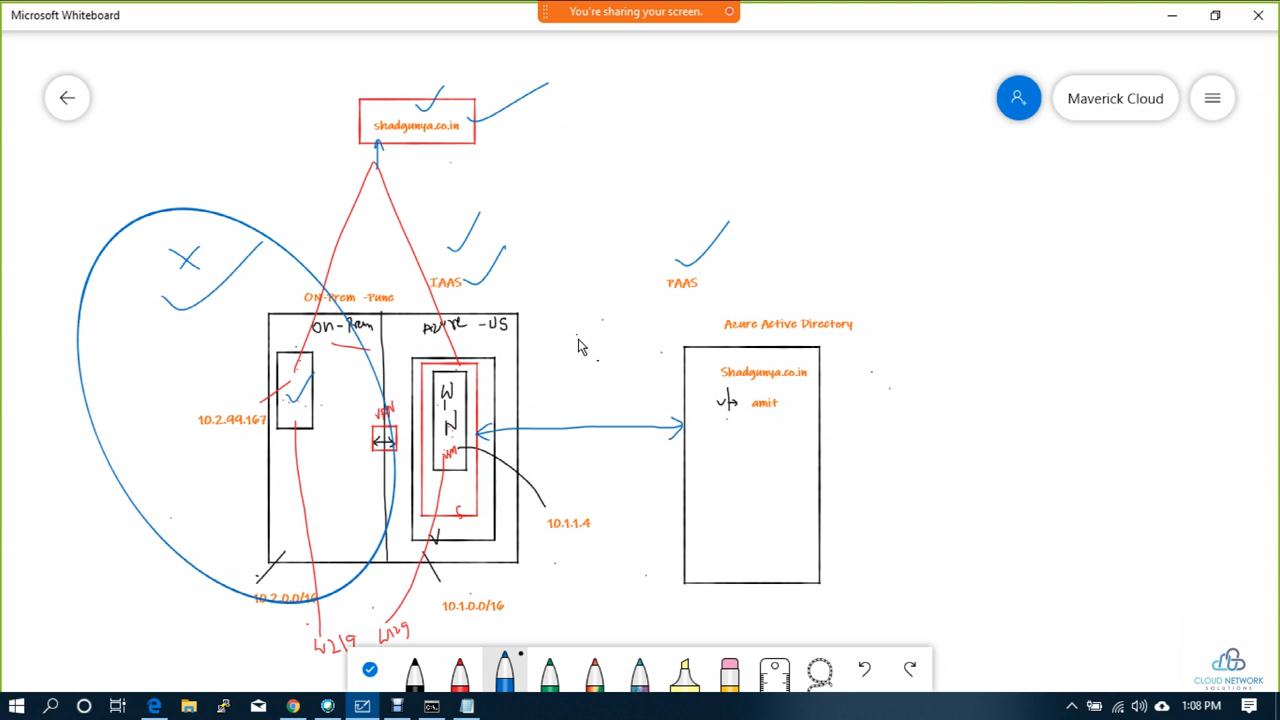 Microsoft Whiteboard
You're sharing your screen.
Maverick Cloud
shadgunya.co.in
IAAS
PAAS
ON-Prem -Pune
On-Prem
Azure -US
Azure Active Directory
Shadgunya.co.in
amit
10.2.99.167
VPN
VM
S
V
10.1.1.4
10.2.0.0/16
10.1.0.0/16
CLOUD NETWORK
SOLUTIONS
1:08 PM